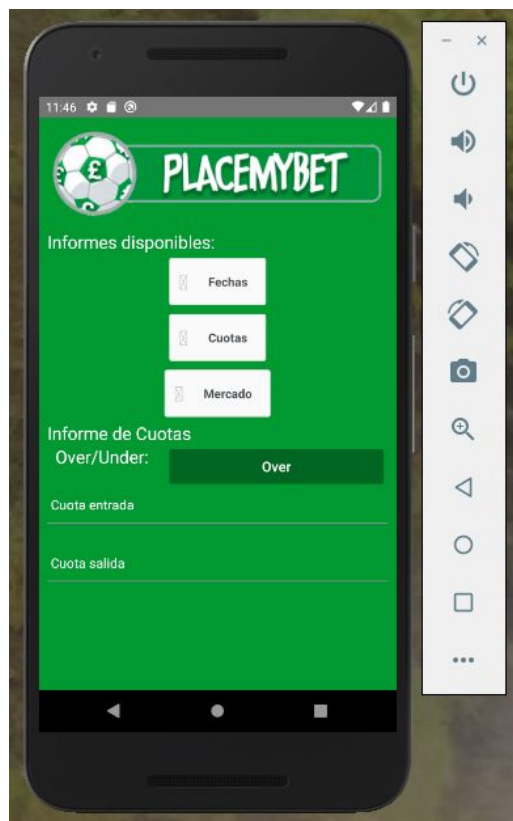 11:46
£
PLACEMYBET
Informes disponibles:
Fechas
Cuotas
Mercado
Informe de Cuotas
Over/Under: Over
Cuota entrada
Cuota salida